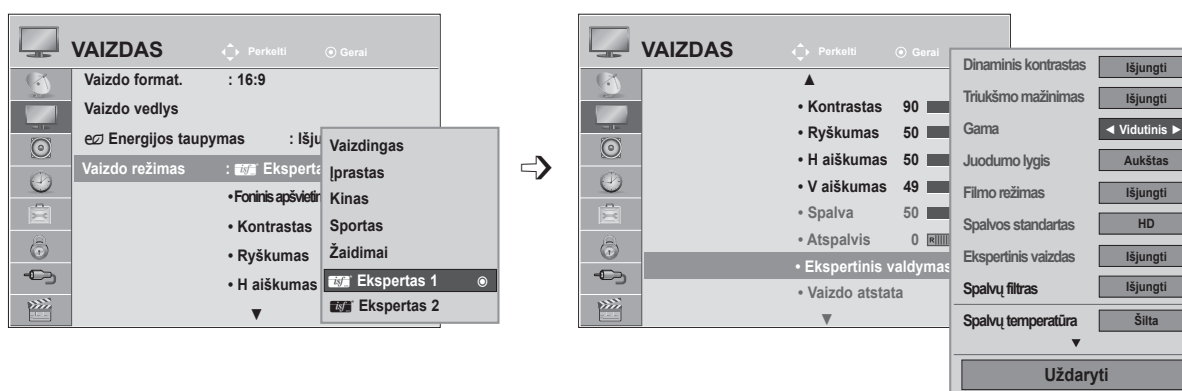 VAIZDAS Perkelti Gerai
Vaizdo format. : 16:9
Vaizdo vedlys
Energijos taupymas : Išju
Vaizdo režimas : isf Eksperta
•Foninis apšvietim
• Kontrastas
• Ryškumas
• H aiškumas
Vaizdingas
Įprastas
Kinas
Sportas
Žaidimai
isf Ekspertas 1
isf Ekspertas 2
VAIZDAS Perkelti Gerai
• Kontrastas 90
• Ryškumas 50
• H aiškumas 50
• V aiškumas 49
• Spalva 50
• Atspalvis 0 R
• Ekspertinis valdymas
• Vaizdo atstata
Dinaminis kontrastas Išjungti
Triukšmo mažinimas Išjungti
Gama ◄ Vidutinis ►
Juodumo lygis Aukštas
Filmo režimas Išjungti
Spalvos standartas HD
Ekspertinis vaizdas Išjungti
Spalvų filtras Išjungti
Spalvų temperatūra Šilta
Uždaryti